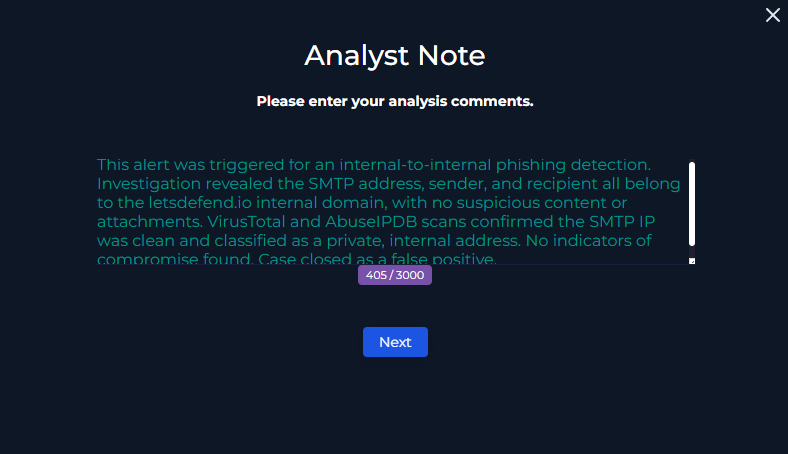 Analyst Note
Please enter your analysis comments.
This alert was triggered for an internal-to-internal phishing detection.
Investigation revealed the SMTP address, sender, and recipient all belong
to the letsdefend.io internal domain, with no suspicious content or
attachments. VirusTotal and AbuseIPDB scans confirmed the SMTP IP
was clean and classified as a private, internal address. No indicators of
compromise found. Case closed as a false positive.
405 / 3000
Next